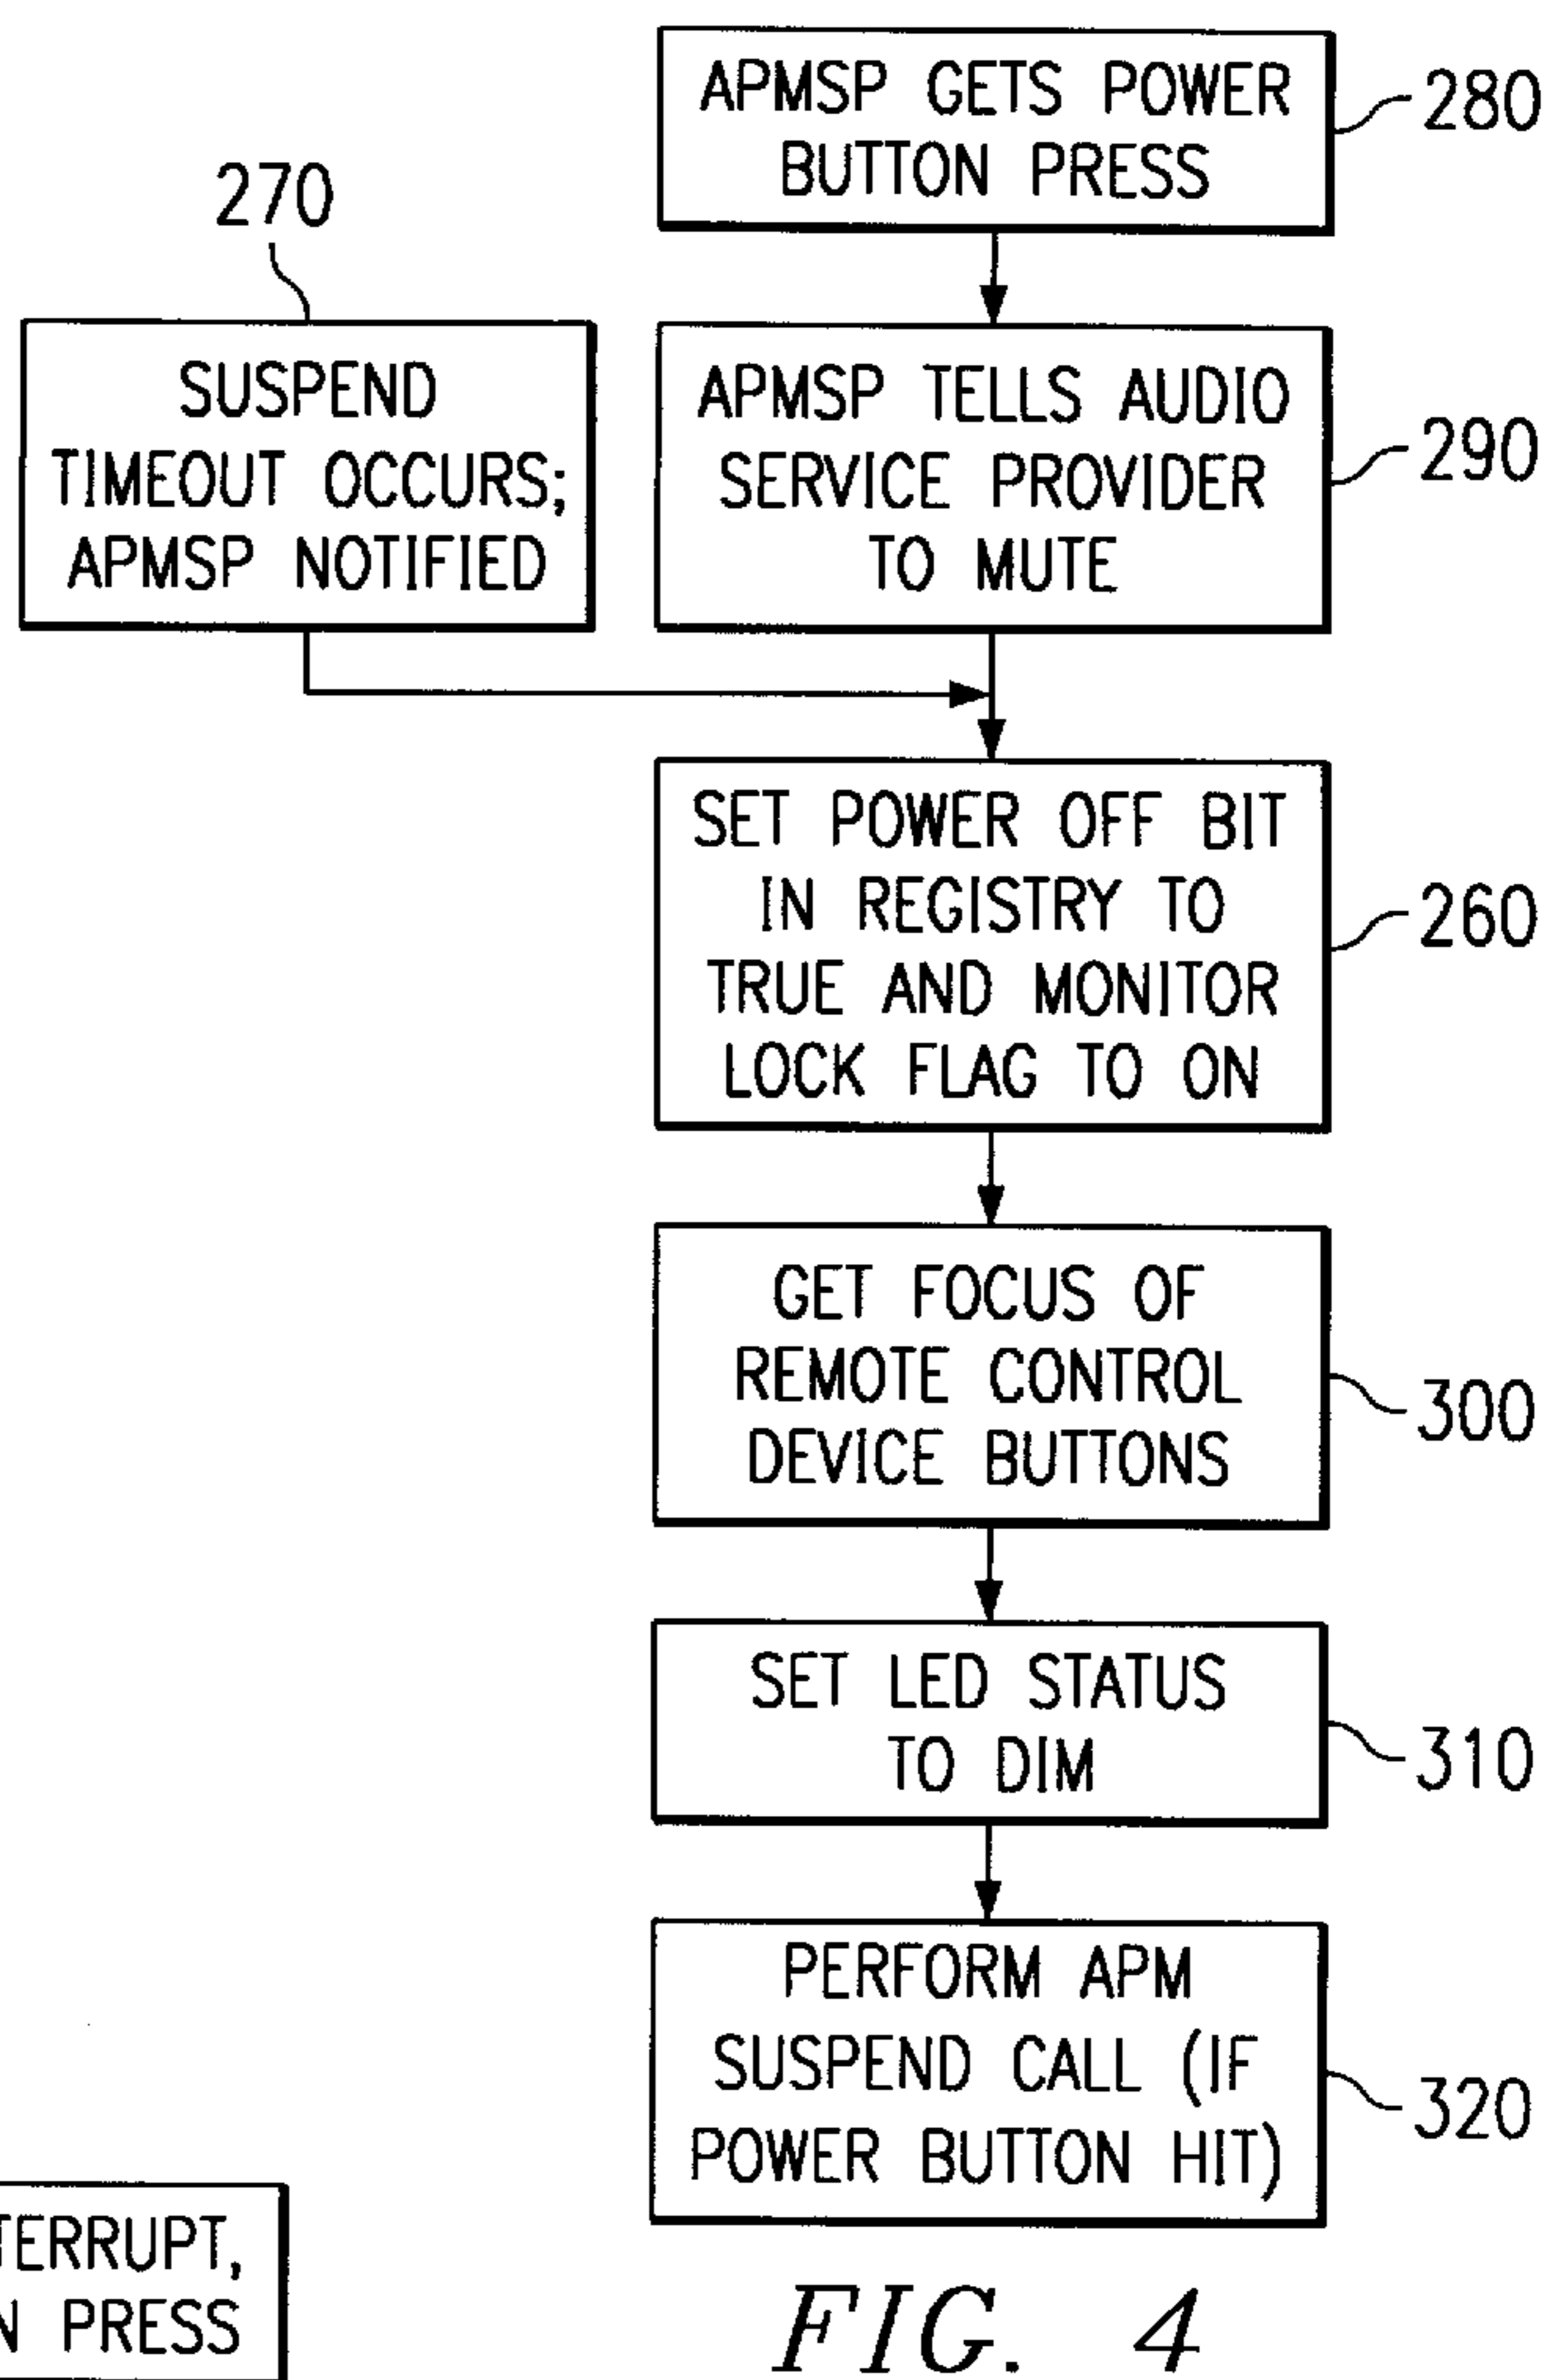 APMSP GETS POWER
BUTTON PRESS
280
270
SUSPEND
TIMEOUT OCCURS;
APMSP NOTIFIED
APMSP TELLS AUDIO
SERVICE PROVIDER
TO MUTE
290
SET POWER OFF BIT
IN REGISTRY TO
TRUE AND MONITOR
LOCK FLAG TO ON
260
GET FOCUS OF
REMOTE CONTROL
DEVICE BUTTONS
300
SET LED STATUS
TO DIM
310
PERFORM APM
SUSPEND CALL (IF
POWER BUTTON HIT)
320
PRESS
FIG. 4